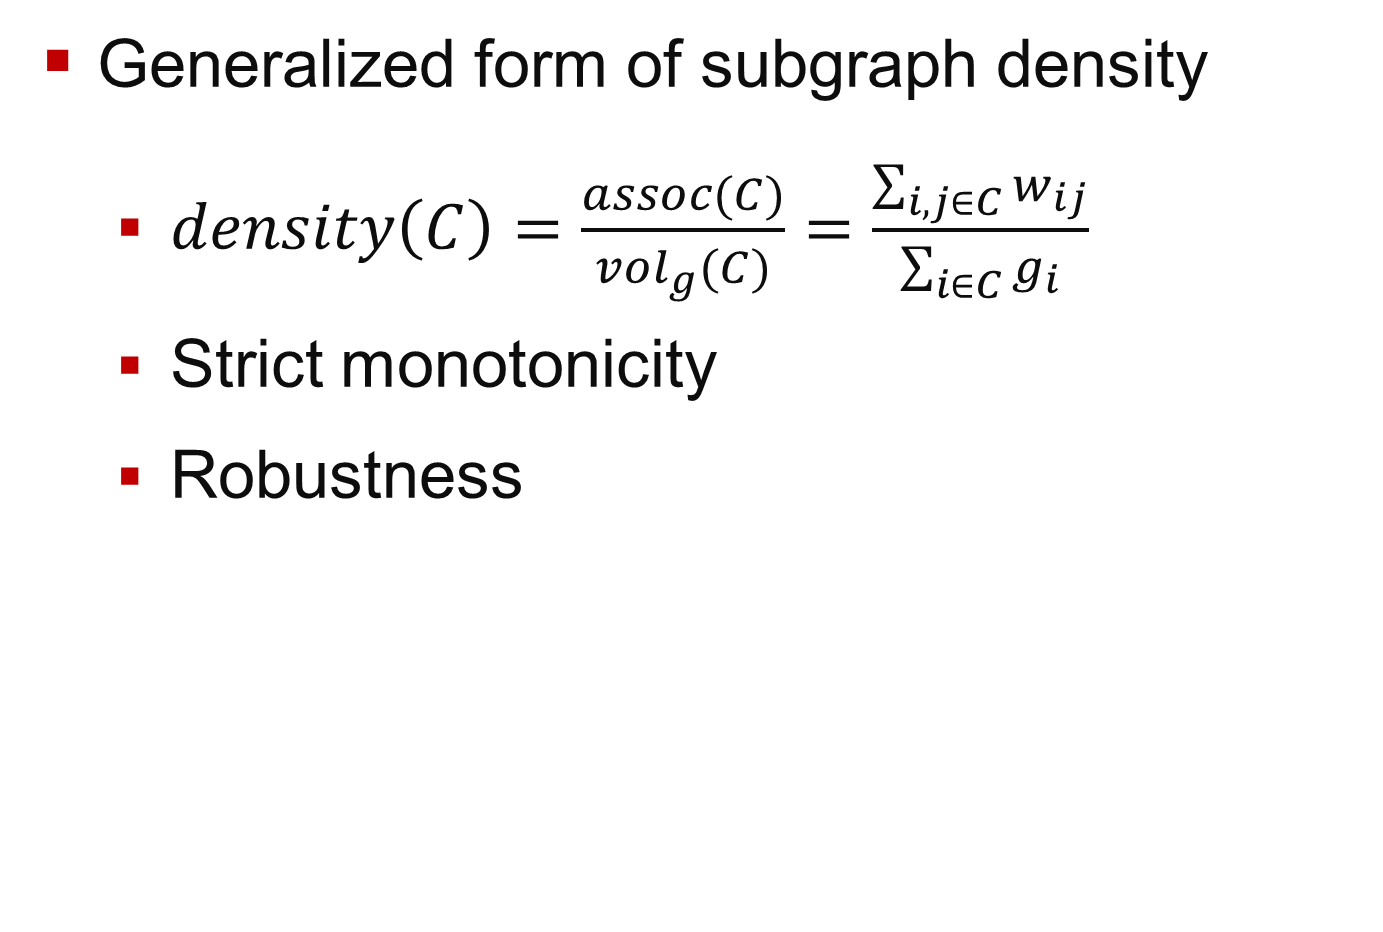 ▪ Generalized form of subgraph density
▪ density(C) = assoc(C) / vol_g(C) = ∑_{i,j∈C} w_{ij} / ∑_{i∈C} g_i
▪ Strict monotonicity
▪ Robustness